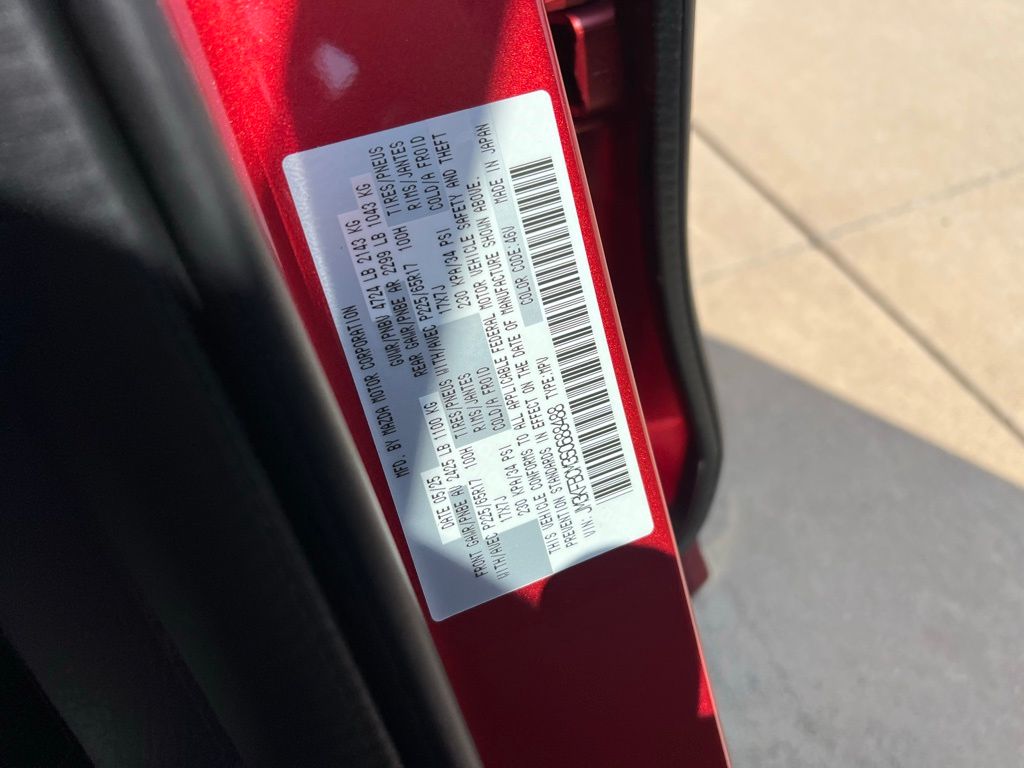 MFD. BY MAZDA MOTOR CORPORATION
DATE 05/25 GVWR/PNBV 4724 LB 2143 KG
FRONT GAWR/PNBE AV 2425 LB 1100 KG REAR GAWR/PNBE AR 2299 LB 1043 KG
WITH/AVEC P225/65R17 100H TIRES/PNEUS WITH/AVEC P225/65R17 100H TIRES/PNEUS
17X7J RIMS/JANTES 17X7J RIMS/JANTES
230 KPA/34 PSI COLD/A FROID 230 KPA/34 PSI COLD/A FROID
THIS VEHICLE CONFORMS TO ALL APPLICABLE FEDERAL MOTOR VEHICLE SAFETY AND THEFT
PREVENTION STANDARDS IN EFFECT ON THE DATE OF MANUFACTURE SHOWN ABOVE.
VIN: TYPE:MPV COLOR CODE:46V MADE IN JAPAN